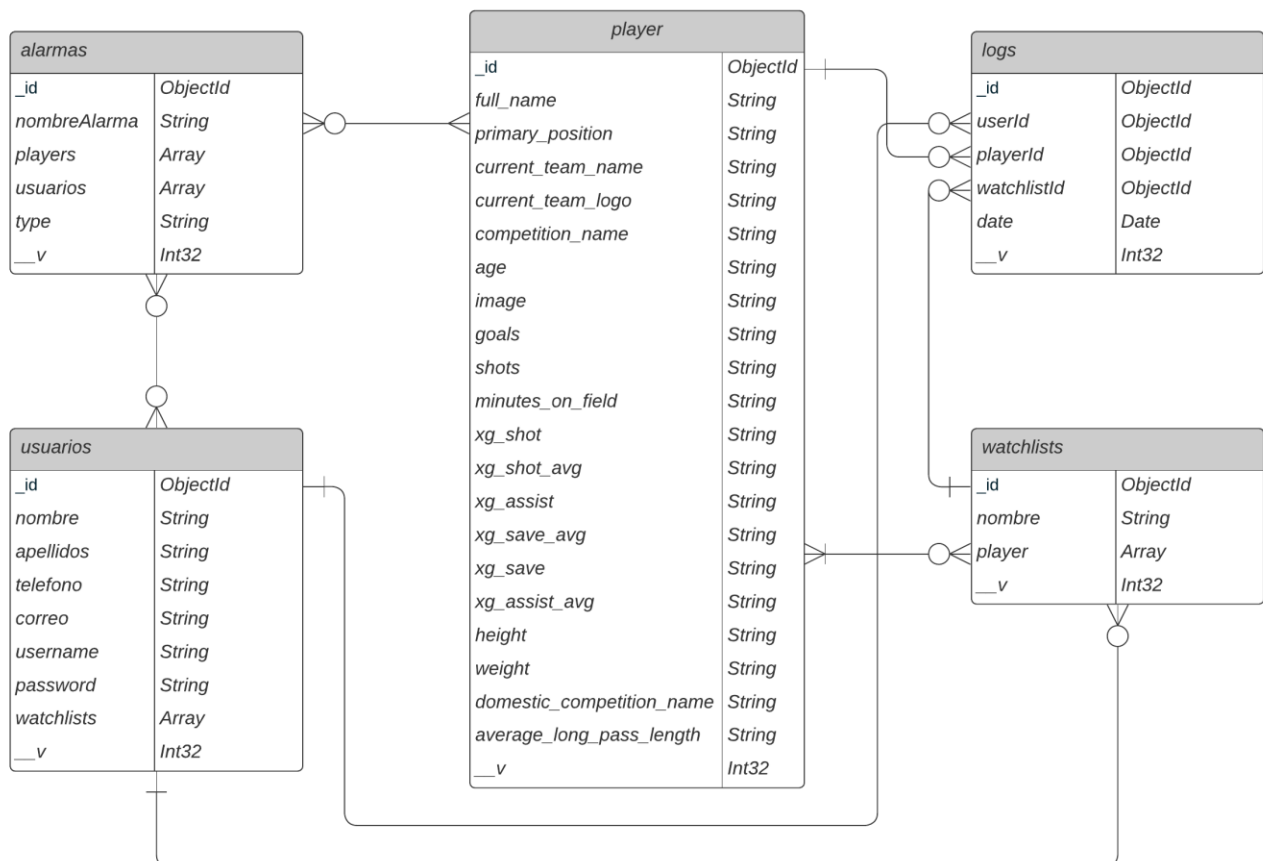 alarmas
_id ObjectId
nombreAlarma String
players Array
usuarios Array
type String
__v Int32
usuarios
_id ObjectId
nombre String
apellidos String
telefono String
correo String
username String
password String
watchlists Array
__v Int32
player
_id ObjectId
full_name String
primary_position String
current_team_name String
current_team_logo String
competition_name String
age String
image String
goals String
shots String
minutes_on_field String
xg_shot String
xg_shot_avg String
xg_assist String
xg_save_avg String
xg_save String
xg_assist_avg String
height String
weight String
domestic_competition_name String
average_long_pass_length String
__v Int32
logs
_id ObjectId
userId ObjectId
playerId ObjectId
watchlistId ObjectId
date Date
__v Int32
watchlists
_id ObjectId
nombre String
player Array
__v Int32